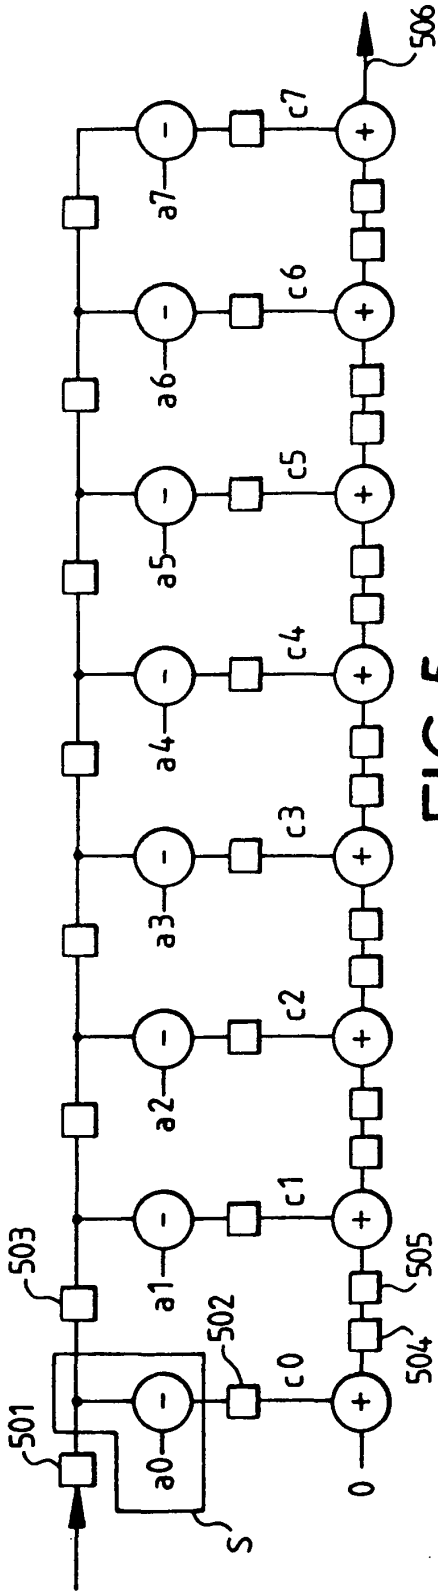 501
503
a0
a1
a2
a3
a4
a5
a6
a7
-
-
-
-
-
-
-
-
S
502
c0
c1
c2
c3
c4
c5
c6
c7
0
+
+
+
+
+
+
+
+
504
505
506
FIG. 5